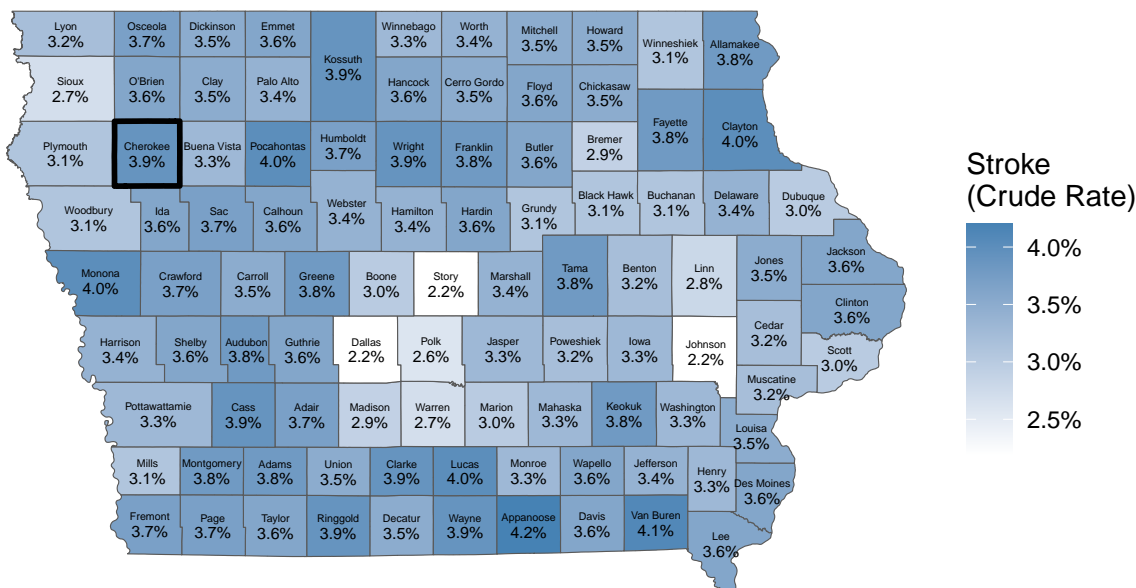 Lyon
3.2%
Osceola
3.7%
Dickinson
3.5%
Emmet
3.6%
Kossuth
3.9%
Winnebago
3.3%
Worth
3.4%
Mitchell
3.5%
Howard
3.5%
Winneshiek
3.1%
Allamakee
3.8%
Sioux
2.7%
O'Brien
3.6%
Clay
3.5%
Palo Alto
3.4%
Hancock
3.6%
Cerro Gordo
3.5%
Floyd
3.6%
Chickasaw
3.5%
Fayette
3.8%
Clayton
4.0%
Plymouth
3.1%
Cherokee
3.9%
Buena Vista
3.3%
Pocahontas
4.0%
Humboldt
3.7%
Wright
3.9%
Franklin
3.8%
Butler
3.6%
Bremer
2.9%
Woodbury
3.1%
Ida
3.6%
Sac
3.7%
Calhoun
3.6%
Webster
3.4%
Hamilton
3.4%
Hardin
3.6%
Grundy
3.1%
Black Hawk
3.1%
Buchanan
3.1%
Delaware
3.4%
Dubuque
3.0%
Monona
4.0%
Crawford
3.7%
Carroll
3.5%
Greene
3.8%
Boone
3.0%
Story
2.2%
Marshall
3.4%
Tama
3.8%
Benton
3.2%
Linn
2.8%
Jones
3.5%
Jackson
3.6%
Clinton
3.6%
Harrison
3.4%
Shelby
3.6%
Audubon
3.8%
Guthrie
3.6%
Dallas
2.2%
Polk
2.6%
Jasper
3.3%
Poweshiek
3.2%
Iowa
3.3%
Johnson
2.2%
Cedar
3.2%
Scott
3.0%
Muscatine
3.2%
Pottawattamie
3.3%
Cass
3.9%
Adair
3.7%
Madison
2.9%
Warren
2.7%
Marion
3.0%
Mahaska
3.3%
Keokuk
3.8%
Washington
3.3%
Louisa
3.5%
Mills
3.1%
Montgomery
3.8%
Adams
3.8%
Union
3.5%
Clarke
3.9%
Lucas
4.0%
Monroe
3.3%
Wapello
3.6%
Jefferson
3.4%
Henry
3.3%
Des Moines
3.6%
Fremont
3.7%
Page
3.7%
Taylor
3.6%
Ringgold
3.9%
Decatur
3.5%
Wayne
3.9%
Appanoose
4.2%
Davis
3.6%
Van Buren
4.1%
Lee
3.6%
Stroke
(Crude Rate)
4.0%
3.5%
3.0%
2.5%